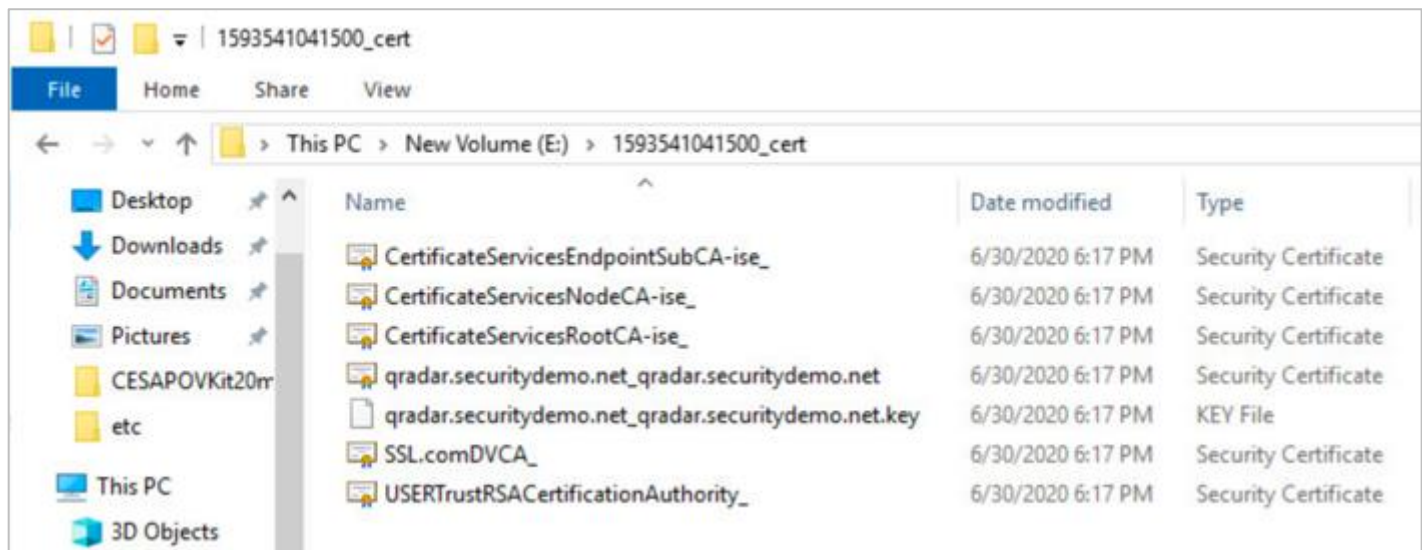 1593541041500_cert
File Home Share View
This PC > New Volume (E:) > 1593541041500_cert
Desktop
Downloads
Documents
Pictures
CESAPOVKit20m
etc
This PC
3D Objects
Name Date modified Type
CertificateServicesEndpointSubCA-ise_ 6/30/2020 6:17 PM Security Certificate
CertificateServicesNodeCA-ise_ 6/30/2020 6:17 PM Security Certificate
CertificateServicesRootCA-ise_ 6/30/2020 6:17 PM Security Certificate
qradar.securitydemo.net_qradar.securitydemo.net 6/30/2020 6:17 PM Security Certificate
qradar.securitydemo.net_qradar.securitydemo.net.key 6/30/2020 6:17 PM KEY File
SSL.comDVCA_ 6/30/2020 6:17 PM Security Certificate
USERTrustRSACertificationAuthority_ 6/30/2020 6:17 PM Security Certificate